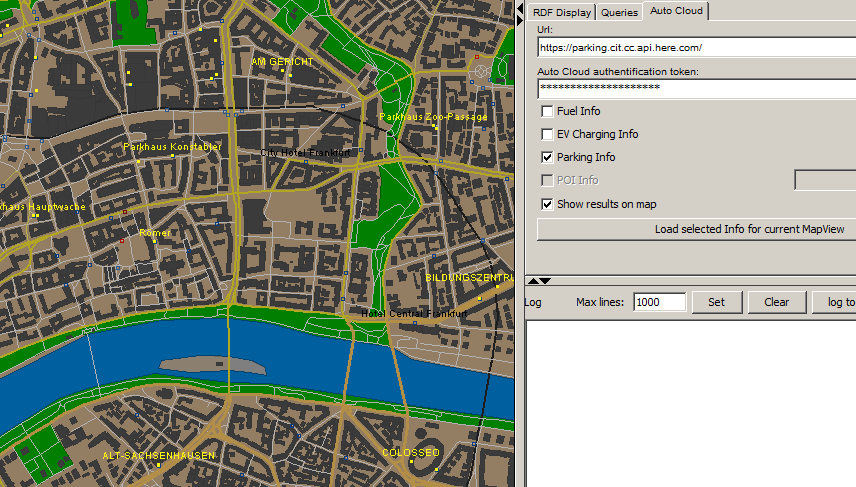 AM GERICHT
Parkhaus Zoo-Passage
Parkhaus Konstabler
City Hotel Frankfurt
khaus Hauptwache
Römer
BILDUNGSZENTRU
Hotel Central Frankfurt
ALT-SACHSENHAUSEN
COLOSSEO
RDF Display Queries Auto Cloud
Url:
https://parking.cit.cc.api.here.com/
Auto Cloud authentification token:
********************
Fuel Info
EV Charging Info
Parking Info
POI Info
Show results on map
Load selected Info for current MapView
Log Max lines: 1000 Set Clear log to